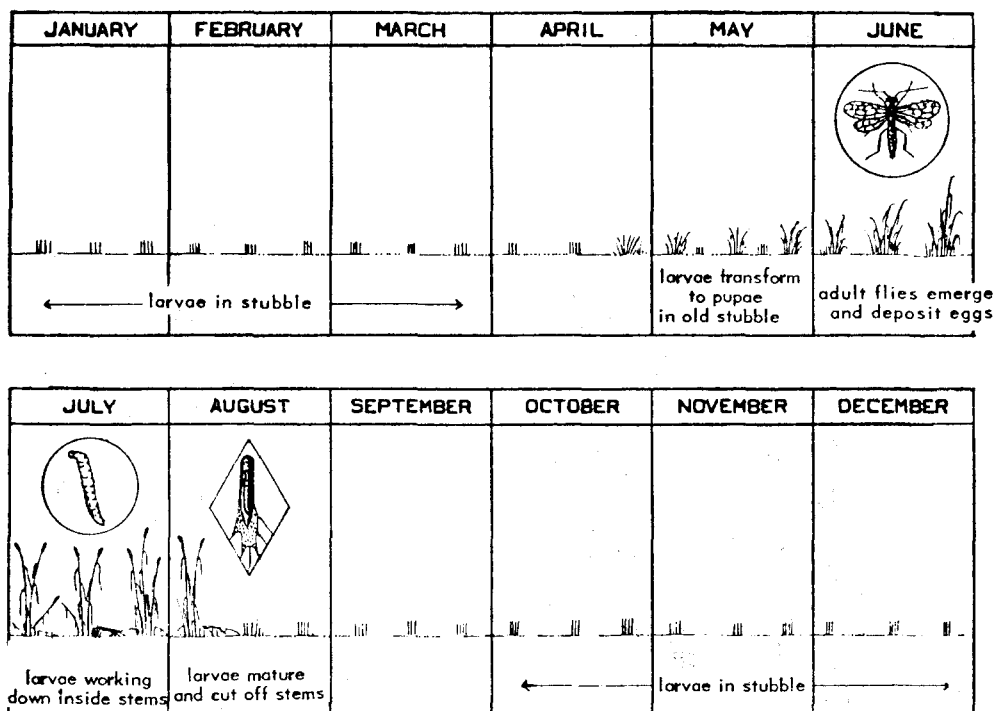 JANUARY FEBRUARY MARCH APRIL MAY JUNE
larvae in stubble
larvae transform
to pupae
in old stubble
adult flies emerge
and deposit eggs
JULY AUGUST SEPTEMBER OCTOBER NOVEMBER DECEMBER
larvae working
down inside stems
larvae mature
and cut off stems
larvae in stubble